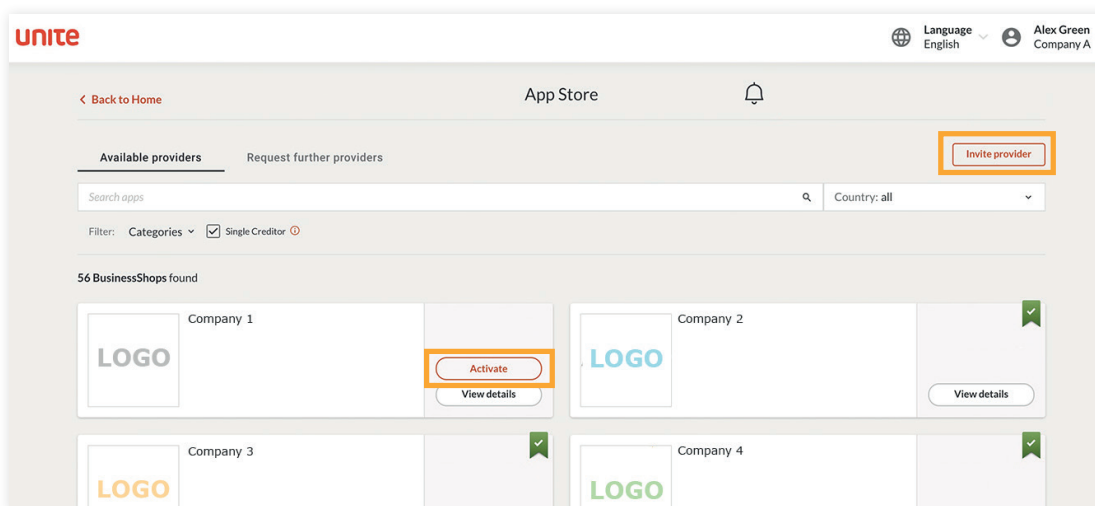 unite
Language
English
Alex Green
Company A
Back to Home
App Store
Available providers
Request further providers
Invite provider
Search apps
Country: all
Filter:
Categories
Single Creditor
56 BusinessShops found
Company 1
LOGO
Activate
View details
Company 2
LOGO
View details
Company 3
LOGO
Company 4
LOGO